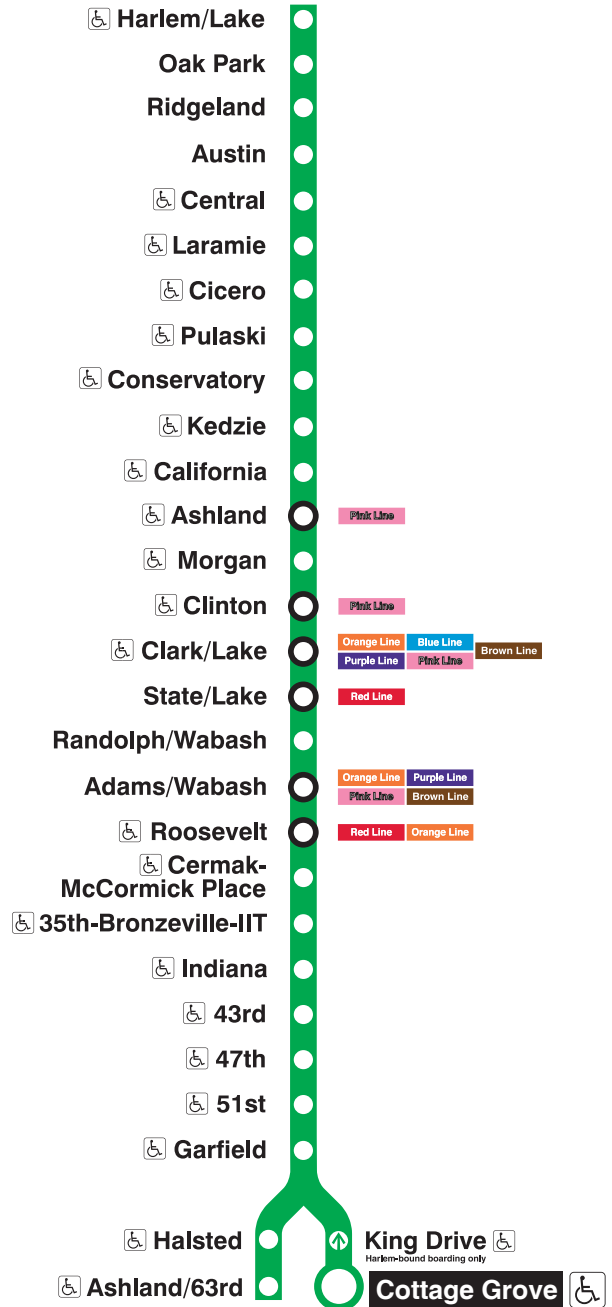 Harlem/Lake
Oak Park
Ridgeland
Austin
Central
Laramie
Cicero
Pulaski
Conservatory
Kedzie
California
Ashland
Pink Line
Morgan
Clinton
Pink Line
Clark/Lake
Orange Line
Blue Line
Purple Line
Pink Line
Brown Line
State/Lake
Red Line
Randolph/Wabash
Adams/Wabash
Orange Line
Purple Line
Pink Line
Brown Line
Roosevelt
Red Line
Orange Line
Cermak-
McCormick Place
35th-Bronzeville-IIT
Indiana
43rd
47th
51st
Garfield
Halsted
King Drive
Harlem-bound boarding only
Ashland/63rd
Cottage Grove